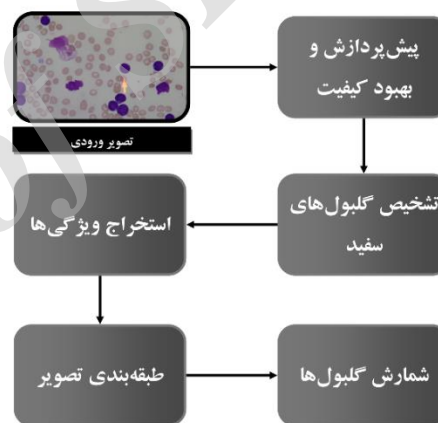 پیش‌پردازش و
بهبود کیفیت
تصویر ورودی
تشخیص گلبول‌های
سفید
استخراج ویژگی‌ها
طبقه‌بندی تصویر
شمارش گلبول‌ها